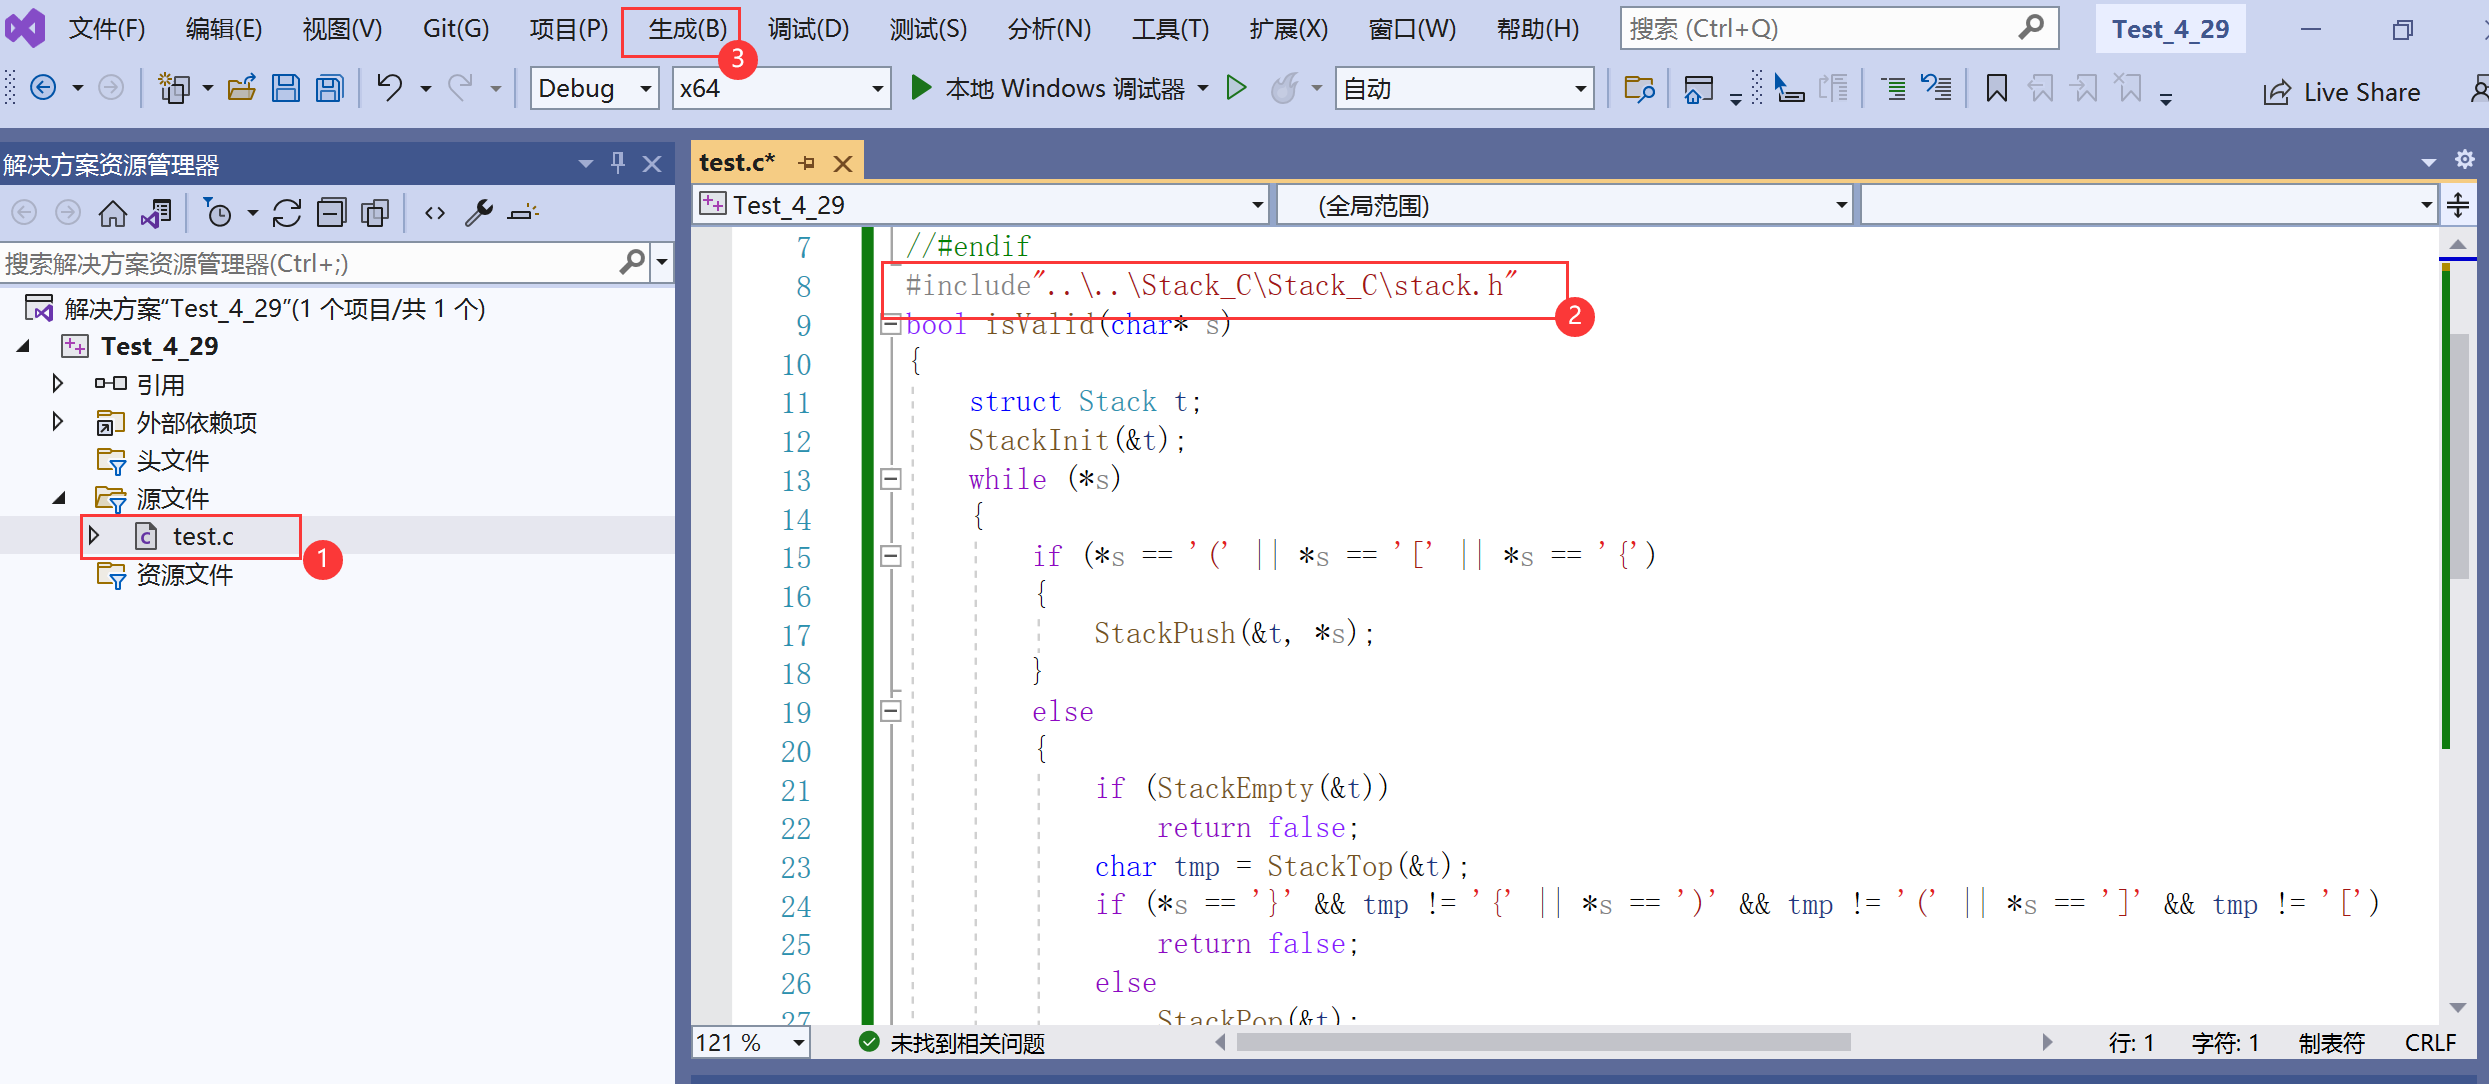 文件(F) 编辑(E) 视图(V) Git(G) 项目(P) 生成(B) 调试(D) 测试(S) 分析(N) 工具(T) 扩展(X) 窗口(W) 帮助(H) 搜索 (Ctrl+Q) Test_4_29
3
Debug x64 本地 Windows 调试器 自动 Live Share
解决方案资源管理器
搜索解决方案资源管理器(Ctrl+;)
解决方案“Test_4_29”(1 个项目/共 1 个)
Test_4_29
引用
外部依赖项
头文件
源文件
test.c
1
资源文件
test.c*
Test_4_29 (全局范围)
7 //#endif
8 #include"..\..\Stack_C\Stack_C\stack.h"
2
9 bool isValid(char* s)
10 {
11 struct Stack t;
12 StackInit(&t);
13 while (*s)
14 {
15 if (*s == '(' || *s == '[' || *s == '{')
16 {
17 StackPush(&t, *s);
18 }
19 else
20 {
21 if (StackEmpty(&t))
22 return false;
23 char tmp = StackTop(&t);
24 if (*s == '}' && tmp != '{' || *s == ')' && tmp != '(' || *s == ']' && tmp != '[')
25 return false;
26 else
27 StackPop(&t);
121 % 未找到相关问题 行: 1 字符: 1 制表符 CRLF